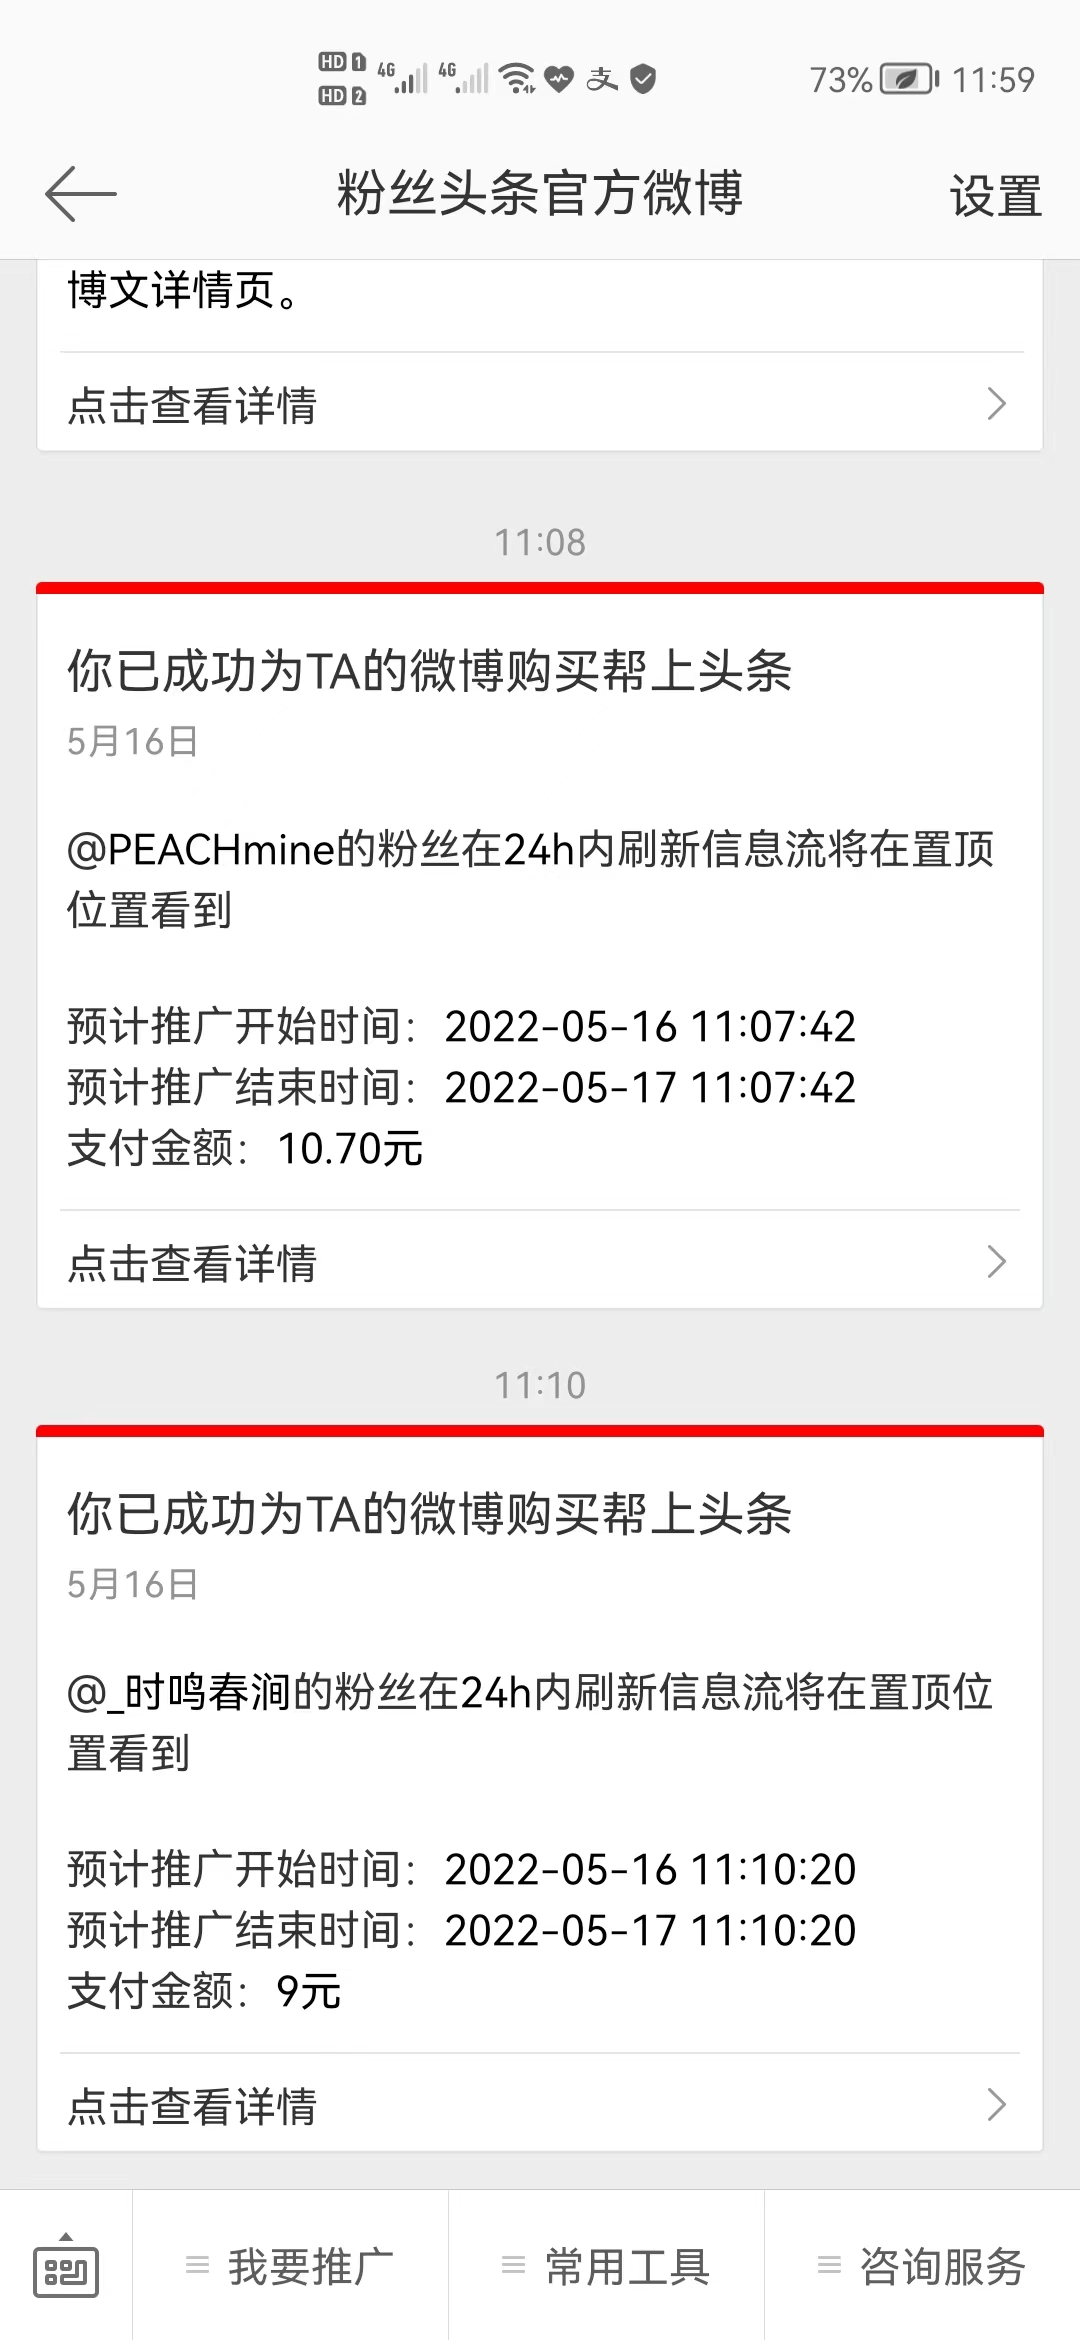 HD 1 4G 4G 支 73% 11:59
HD 2
粉丝头条官方微博 设置
博文详情页。
点击查看详情
11:08
你已成功为TA的微博购买帮上头条
5月16日
@PEACHmine的粉丝在24h内刷新信息流将在置顶
位置看到
预计推广开始时间：2022-05-16 11:07:42
预计推广结束时间：2022-05-17 11:07:42
支付金额：10.70元
点击查看详情
11:10
你已成功为TA的微博购买帮上头条
5月16日
@_时鸣春涧的粉丝在24h内刷新信息流将在置顶位
置看到
预计推广开始时间：2022-05-16 11:10:20
预计推广结束时间：2022-05-17 11:10:20
支付金额：9元
点击查看详情
我要推广 常用工具 咨询服务